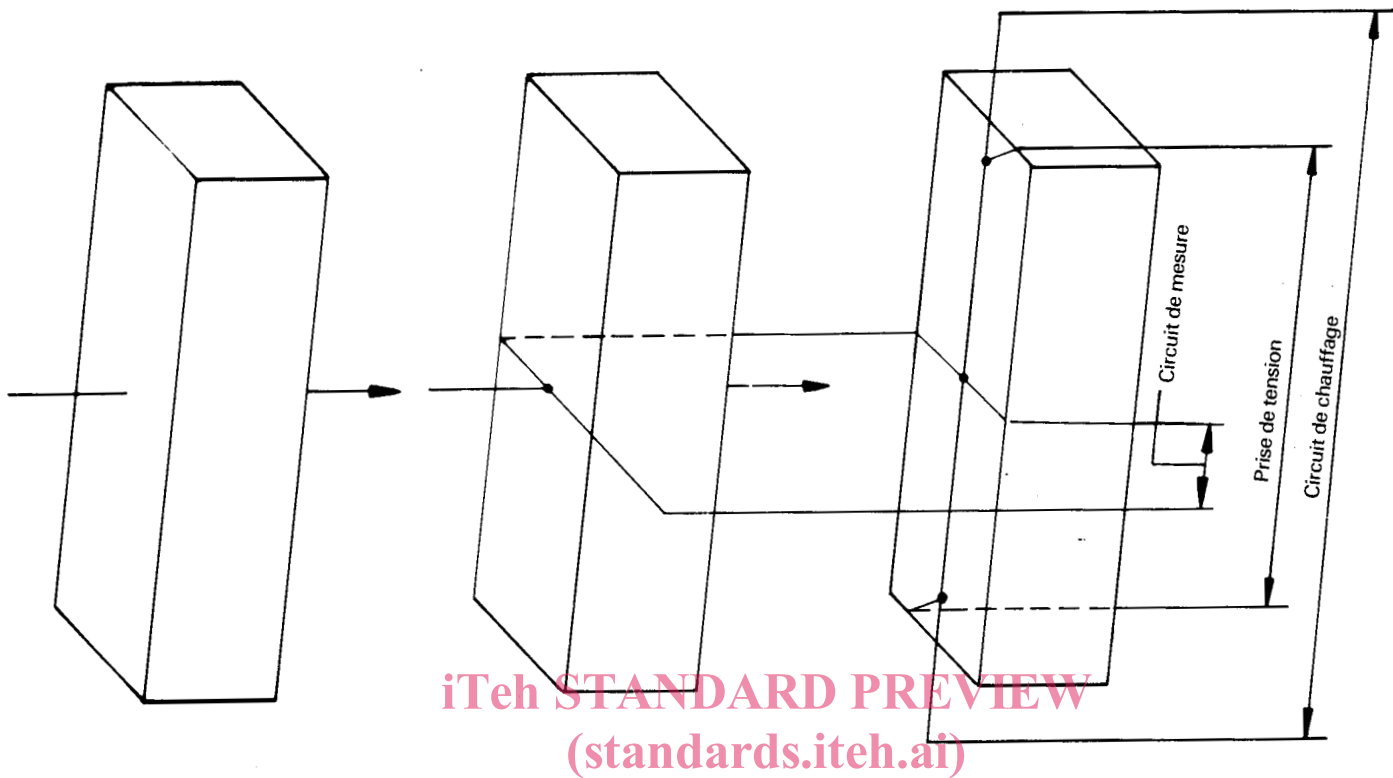 Circuit de mesure
Prise de tension
Circuit de chauffage
iTeh STANDARD PREVIEW
(standards.iteh.ai)